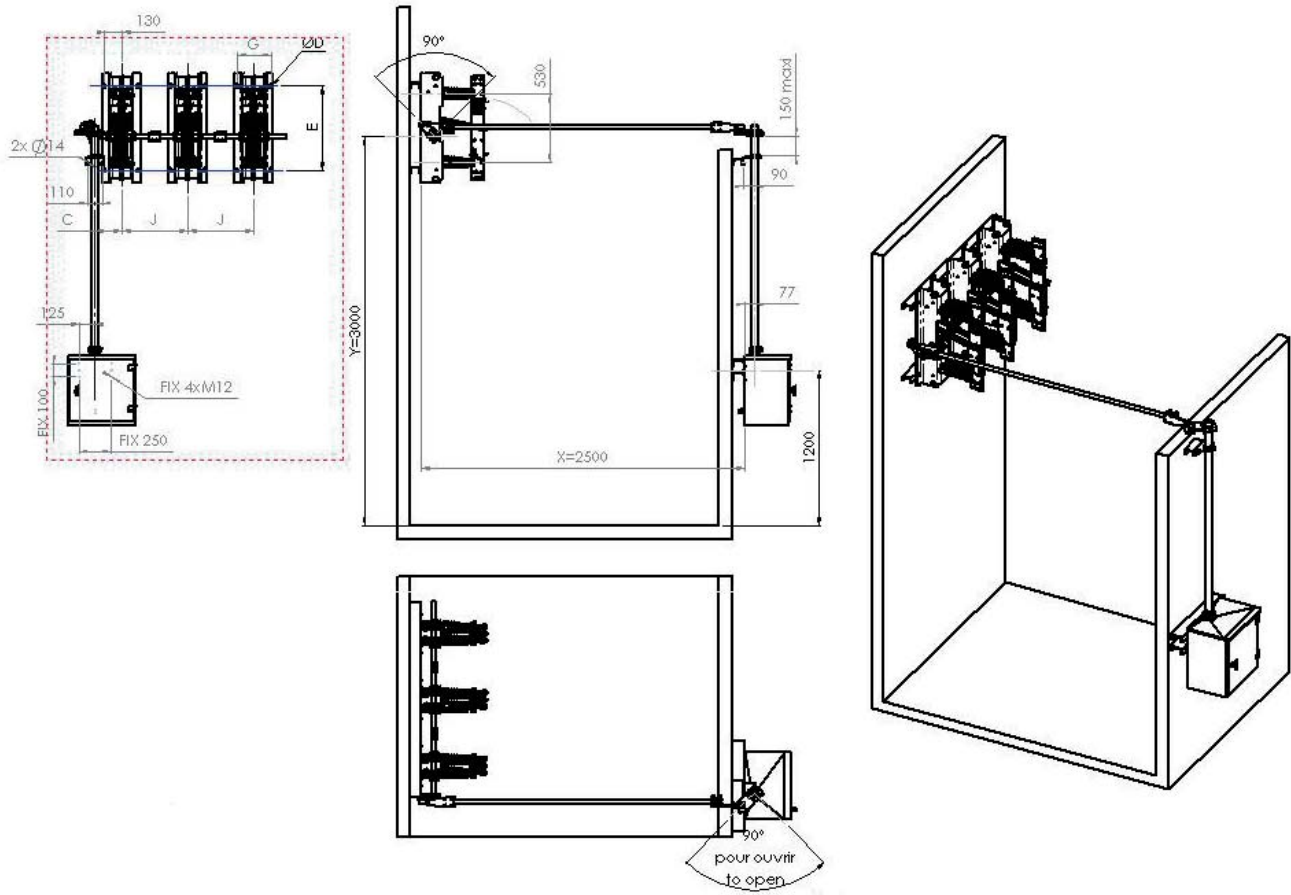 130
G
ØD
E
2x Ø14
110
C
J
J
125
FIX 4xM12
FIX 100
FIX 250
90°
530
150 maxi
90
77
Y=3000
X=2500
1200
90°
pour ouvrir
to open